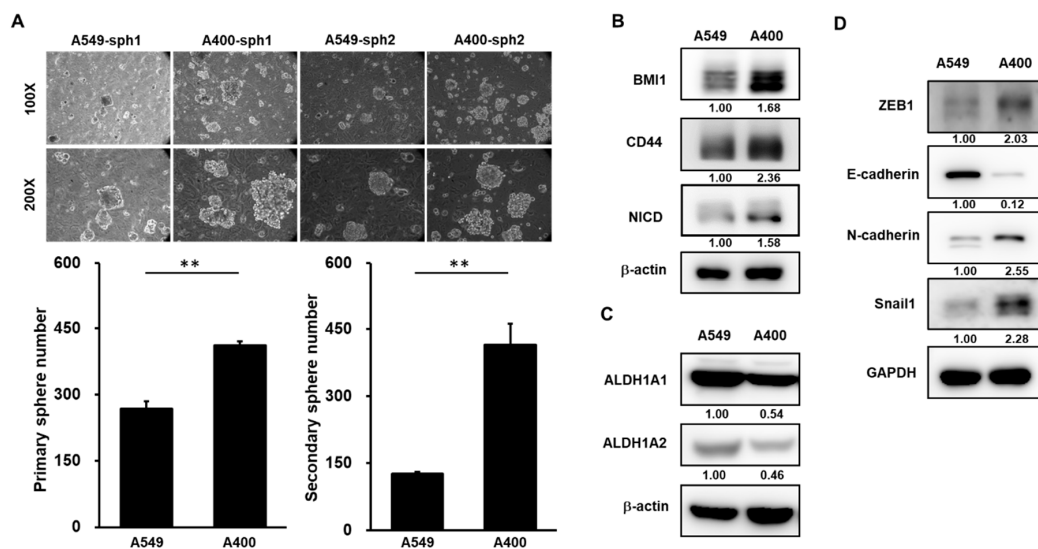 A
A549-sph1 A400-sph1 A549-sph2 A400-sph2
100X
200X
Primary sphere number
600
450
300
150
0
**
A549 A400
Secondary sphere number
600
450
300
150
0
**
A549 A400
B
A549 A400
BMI1
1.00 1.68
CD44
1.00 2.36
NICD
1.00 1.58
β-actin
C
A549 A400
ALDH1A1
1.00 0.54
ALDH1A2
1.00 0.46
β-actin
D
A549 A400
ZEB1
1.00 2.03
E-cadherin
1.00 0.12
N-cadherin
1.00 2.55
Snail1
1.00 2.28
GAPDH